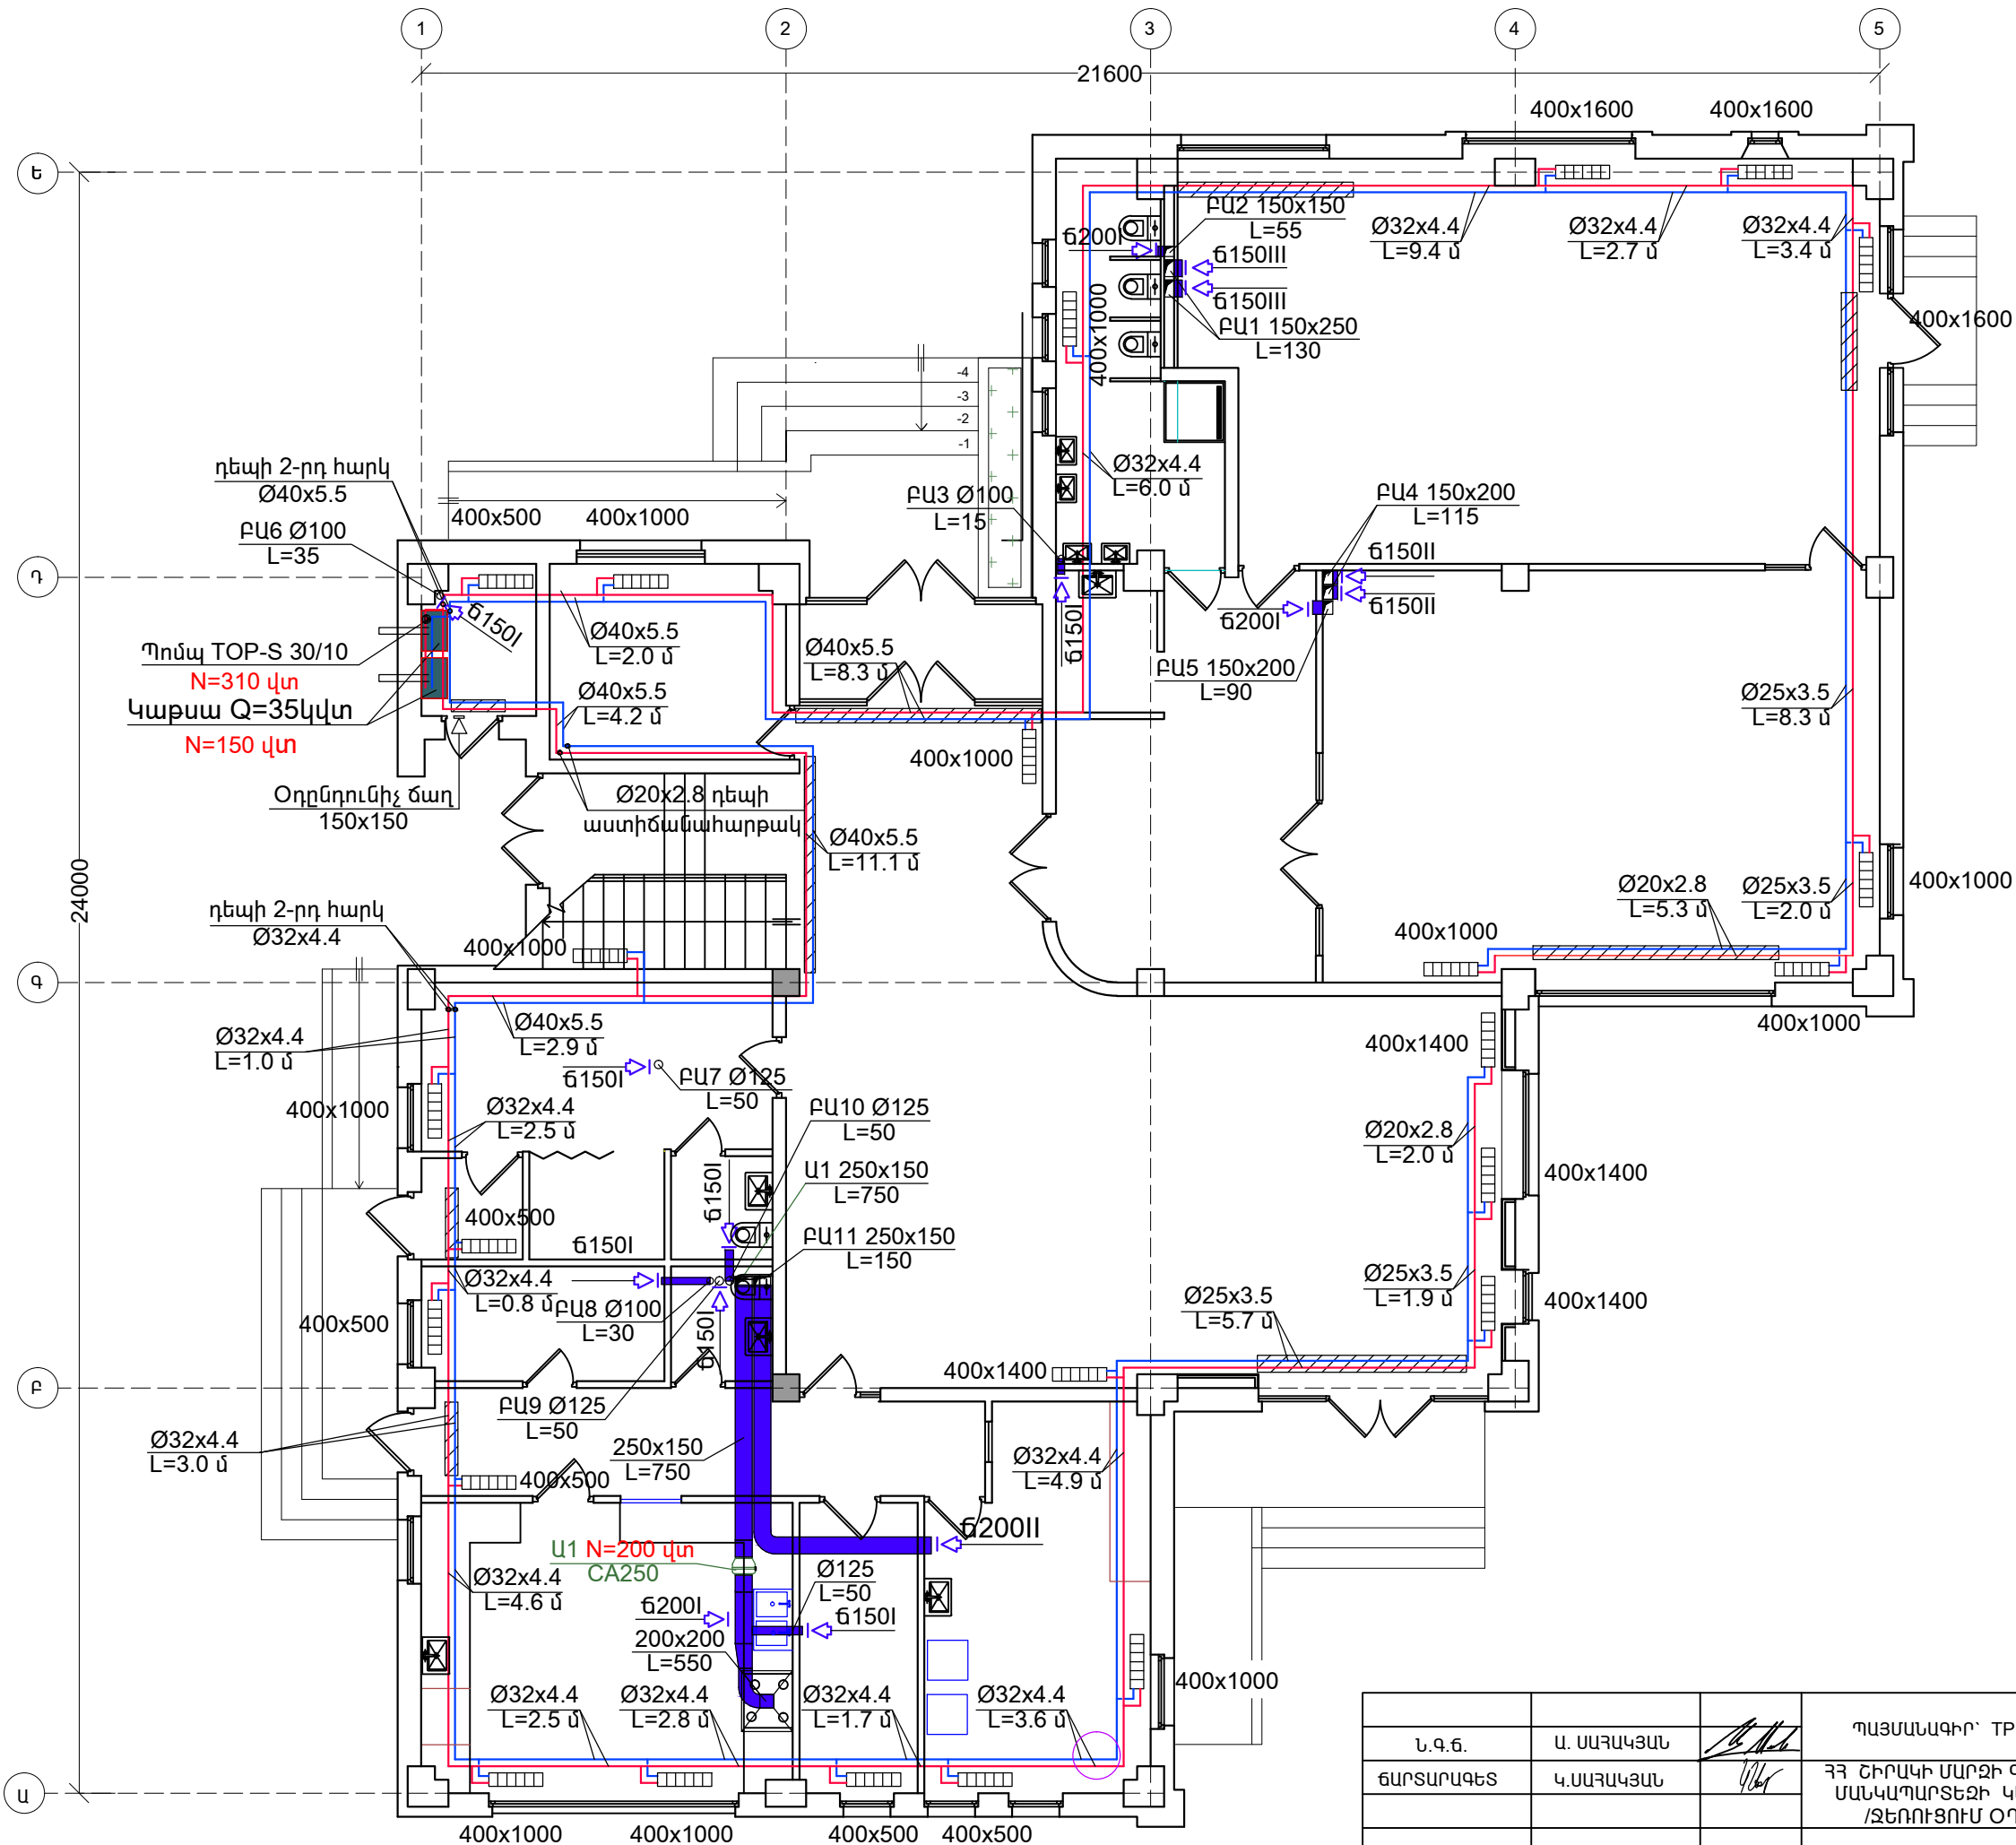 1
2
3
4
5
21600
400x1600
400x1600
Ե
ԲԱ2 150x150
L=55
Ճ200I
Ճ150III
Ճ150III
ԲԱ1 150x250
L=130
Ø32x4.4
L=9.4 մ
Ø32x4.4
L=2.7 մ
Ø32x4.4
L=3.4 մ
400x1600
400x1000
-4
-3
-2
-1
դեպի 2-րդ հարկ
Ø40x5.5
ԲԱ6 Ø100
L=35
400x500
400x1000
ԲԱ3 Ø100
L=15
Ø32x4.4
L=6.0 մ
ԲԱ4 150x200
L=115
Ճ150II
Ճ150II
Ճ200I
ԲԱ5 150x200
L=90
Դ
Ճ150I
Ճ150I
Պոմպ TOP-S 30/10
N=310 վտ
Կաթսա Q=35կվտ
N=150 վտ
Ø40x5.5
L=2.0 մ
Ø40x5.5
L=4.2 մ
Ø40x5.5
L=8.3 մ
Ø25x3.5
L=8.3 մ
400x1000
Օդընդունիչ ճաղ
150x150
Ø20x2.8 դեպի
աստիճանահարթակ
Ø40x5.5
L=11.1 մ
24000
դեպի 2-րդ հարկ
Ø32x4.4
400x1000
Ø20x2.8
L=5.3 մ
Ø25x3.5
L=2.0 մ
400x1000
400x1000
Գ
Ø32x4.4
L=1.0 մ
Ø40x5.5
L=2.9 մ
400x1000
400x1400
Ճ150I
ԲԱ7 Ø125
L=50
400x1000
Ø32x4.4
L=2.5 մ
ԲԱ10 Ø125
L=50
Ø20x2.8
L=2.0 մ
400x1400
Ա1 250x150
L=750
Ճ150I
400x500
Ճ150I
ԲԱ11 250x150
L=150
Ø32x4.4
L=0.8 մ
ԲԱ8 Ø100
L=30
Ճ150I
400x500
Ø25x3.5
L=5.7 մ
Ø25x3.5
L=1.9 մ
400x1400
400x1400
Բ
ԲԱ9 Ø125
L=50
Ø32x4.4
L=3.0 մ
250x150
L=750
400x500
Ø32x4.4
L=4.9 մ
Ճ200II
Ա1 N=200 վտ
CA250
Ø32x4.4
L=4.6 մ
Ø125
L=50
Ճ200I
Ճ150I
200x200
L=550
400x1000
Ø32x4.4
L=2.5 մ
Ø32x4.4
L=2.8 մ
Ø32x4.4
L=1.7 մ
Ø32x4.4
L=3.6 մ
Ա
400x1000
400x1000
400x500
400x500
ՊԱՅՄԱՆԱԳԻՐ՝ TP
Ն.Գ.Ճ.
Ա. ՍԱՀԱԿՅԱՆ
ՃԱՐՏԱՐԱԳԵՏ
Կ.ՍԱՀԱԿՅԱՆ
ՀՀ ՇԻՐԱԿԻ ՄԱՐԶԻ
ՄԱՆԿԱՊԱՐՏԵԶԻ
/ՋԵՌՈՒՑՈՒՄ